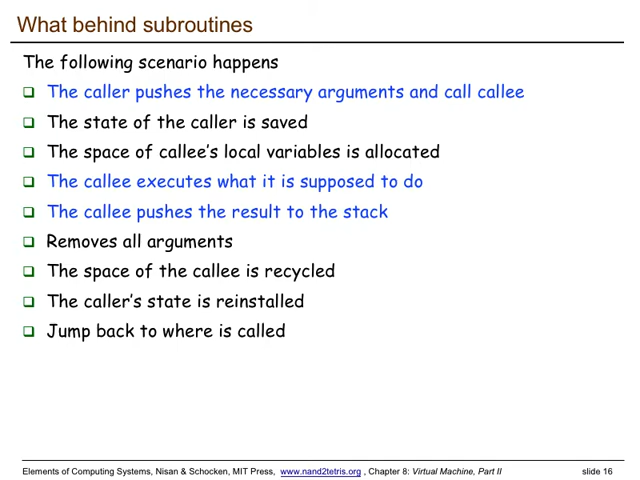 What behind subroutines
The following scenario happens
❑ The caller pushes the necessary arguments and call callee
❑ The state of the caller is saved
❑ The space of callee's local variables is allocated
❑ The callee executes what it is supposed to do
❑ The callee pushes the result to the stack
❑ Removes all arguments
❑ The space of the callee is recycled
❑ The caller's state is reinstalled
❑ Jump back to where is called
Elements of Computing Systems, Nisan & Schocken, MIT Press, www.nand2tetris.org , Chapter 8: Virtual Machine, Part II slide 16